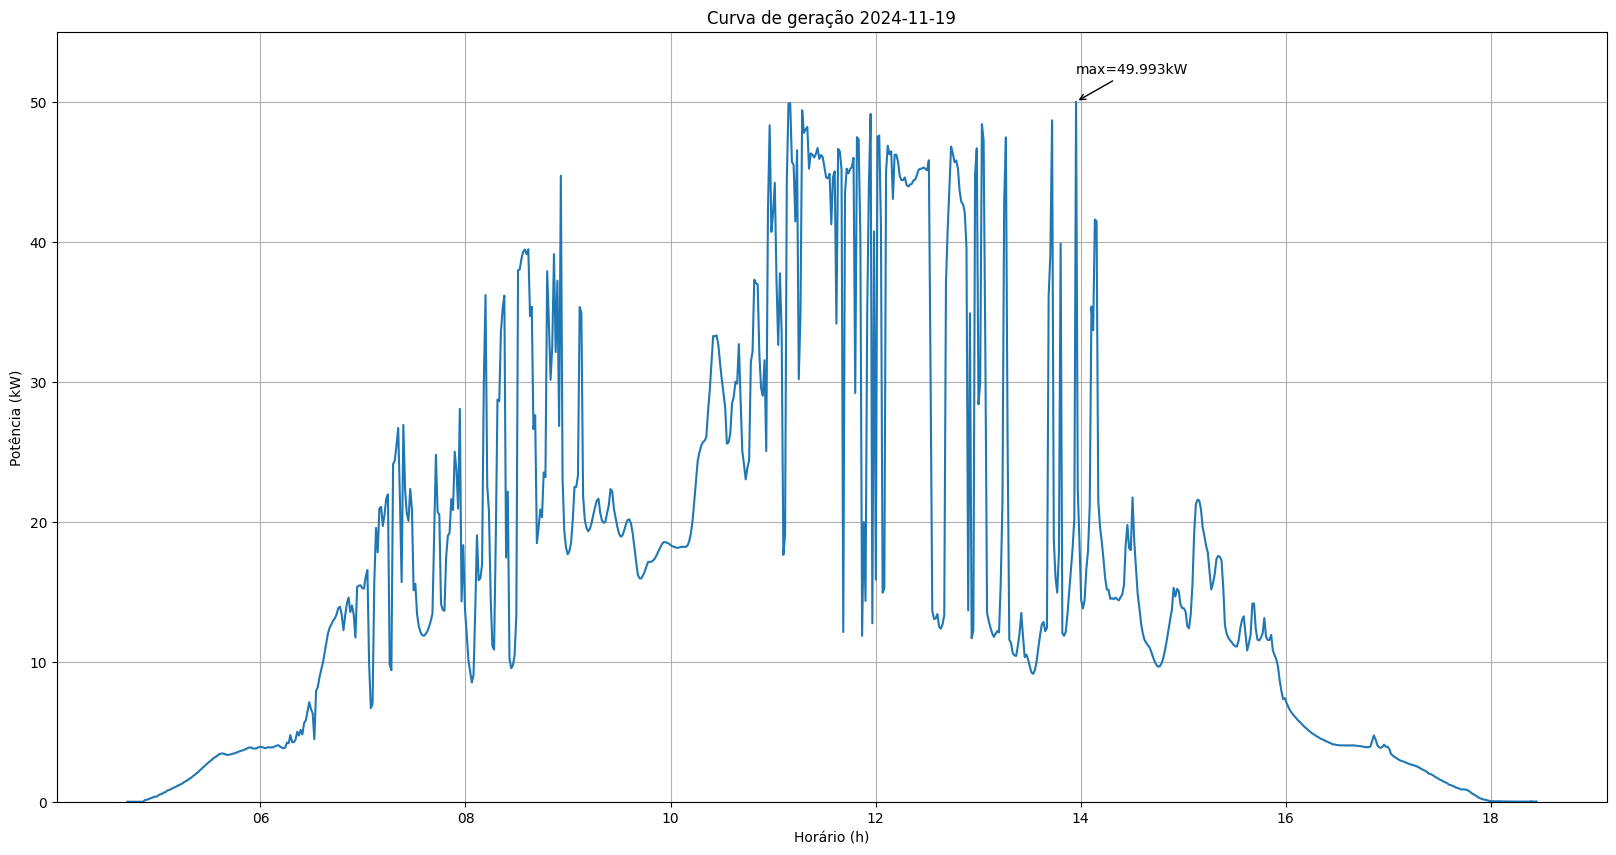 Curva de geração 2024-11-19
max=49.993kW
50
40
30
20
10
0
Potência (kW)
06 08 10 12 14 16 18
Horário (h)